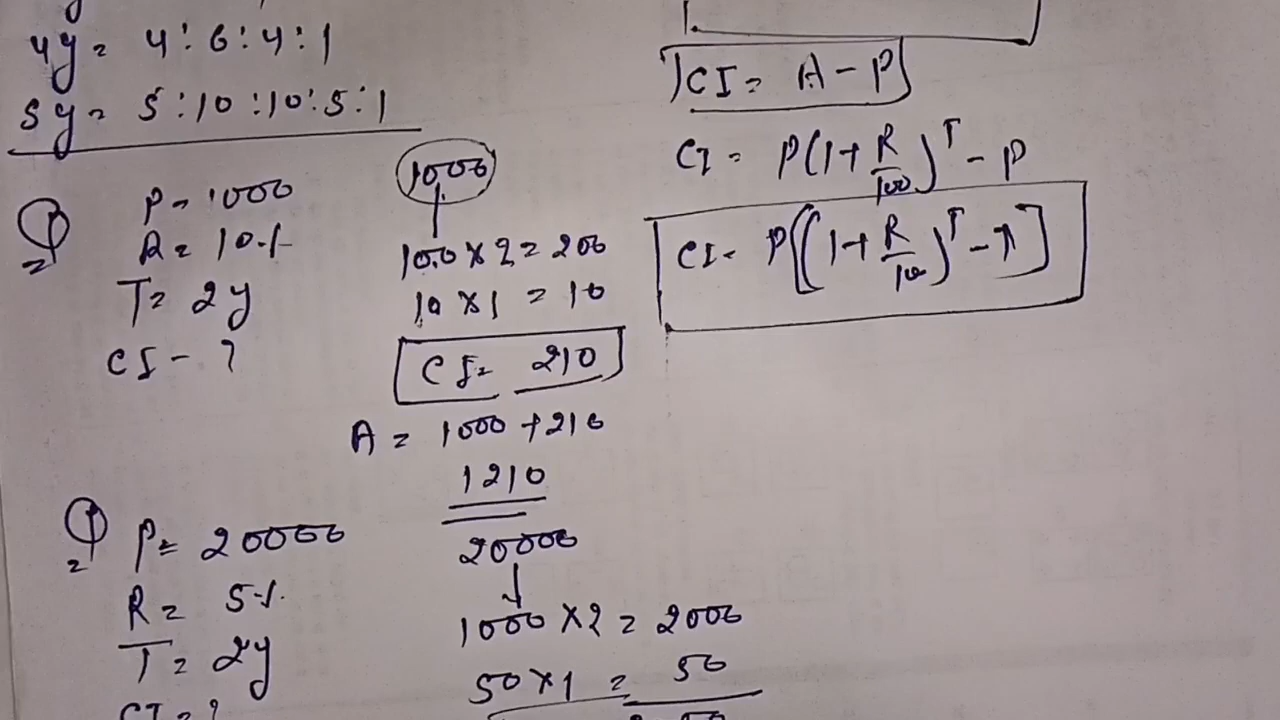 4y = 4:6:4:1
5y = 5:10:10:5:1
Q
P = 1000
R = 10%
T = 2y
CI - ?
1000
100 × 2 = 200
10 × 1 = 10
CI = 210
A = 1000 + 210
1210
Q
P = 20000
R = 5%
T = 2y
CI = ?
20000
1000 × 2 = 2000
50 × 1 = 50
CI = A - P
CI = P(1+R/100)^T - P
CI = P[(1+R/100)^T - 1]